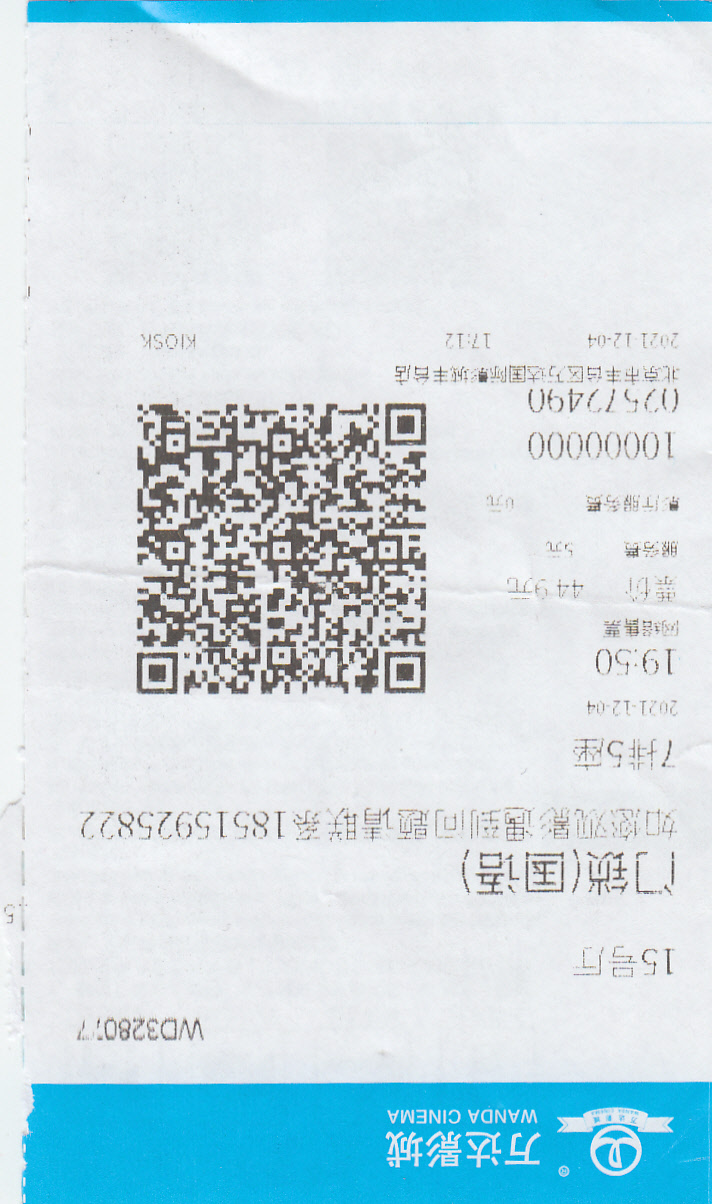 ®
万达影城
WANDA CINEMA
万达影城
WANDA CINEMA
WD328077
15号厅
门锁(国语)
如您观影遇到问题请联系18515925822
7排5座
2021-12-04
19:50
网络售票
票价 44.9元
服务费 5元
影厅服务费 0元
10000000
02572490
北京市丰台区万达国际影城丰台店
2021-12-04 17:12 KIOSK